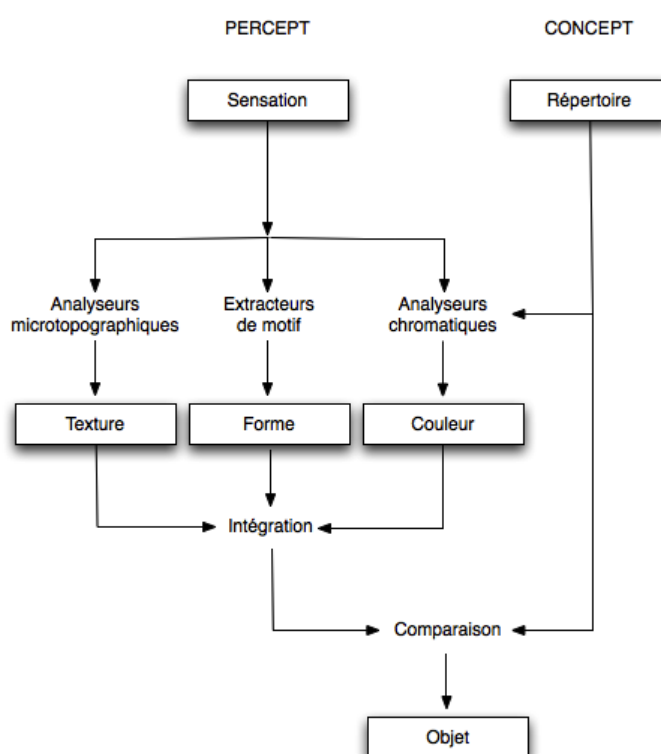 PERCEPT CONCEPT
Sensation Répertoire
Analyseurs
microtopographiques
Extracteurs
de motif
Analyseurs
chromatiques
Texture Forme Couleur
Intégration
Comparaison
Objet